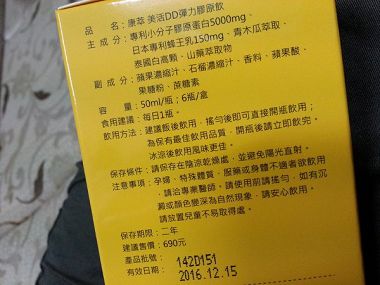 品　名：康萃 美活DD彈力膠原飲
主 成 分：專利小分子膠原蛋白5000mg、
日本專利蜂王乳150mg、青木瓜萃取、
泰國白高顆、山藥萃取物
副 成 分：蘋果濃縮汁、石榴濃縮汁、香料、蘋果酸、
果糖粉、蔗糖素
容　量：50ml/瓶；6瓶/盒
食用建議：每日1瓶。
飲用方法：建議飯後飲用，搖勻後即可直接開瓶飲用；
為保有最佳飲用品質，開瓶後請立即飲完。
冰涼後飲用風味更佳。
保存條件：請保存在陰涼乾燥處，並避免陽光直射。
注意事項：孕婦、特殊體質、服藥或身體不適者欲飲用
，請洽專業醫師。請使用前請搖勻，如有沉
澱或顏色變深為自然現象，請安心飲用。
請放置兒童不易取得處。
保存期限：二年
建議售價：690元
產品批號：142D151
有效日期：2016.12.15